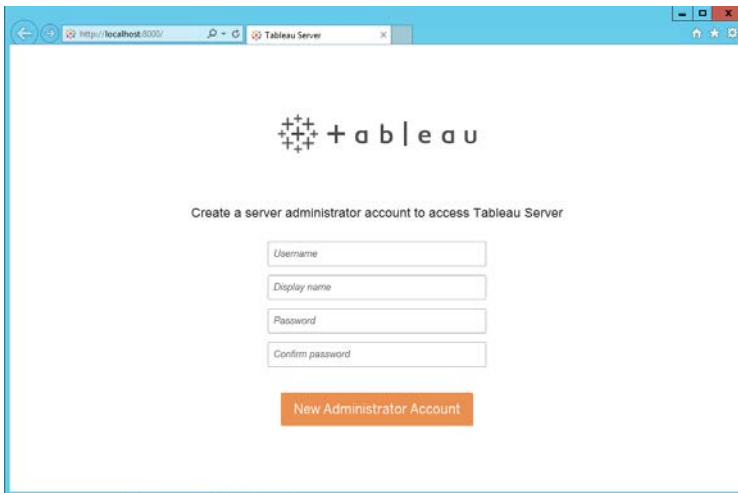 http://localhost:8000/ Tableau Server
+ableau
Create a server administrator account to access Tableau Server
Username
Display name
Password
Confirm password
New Administrator Account